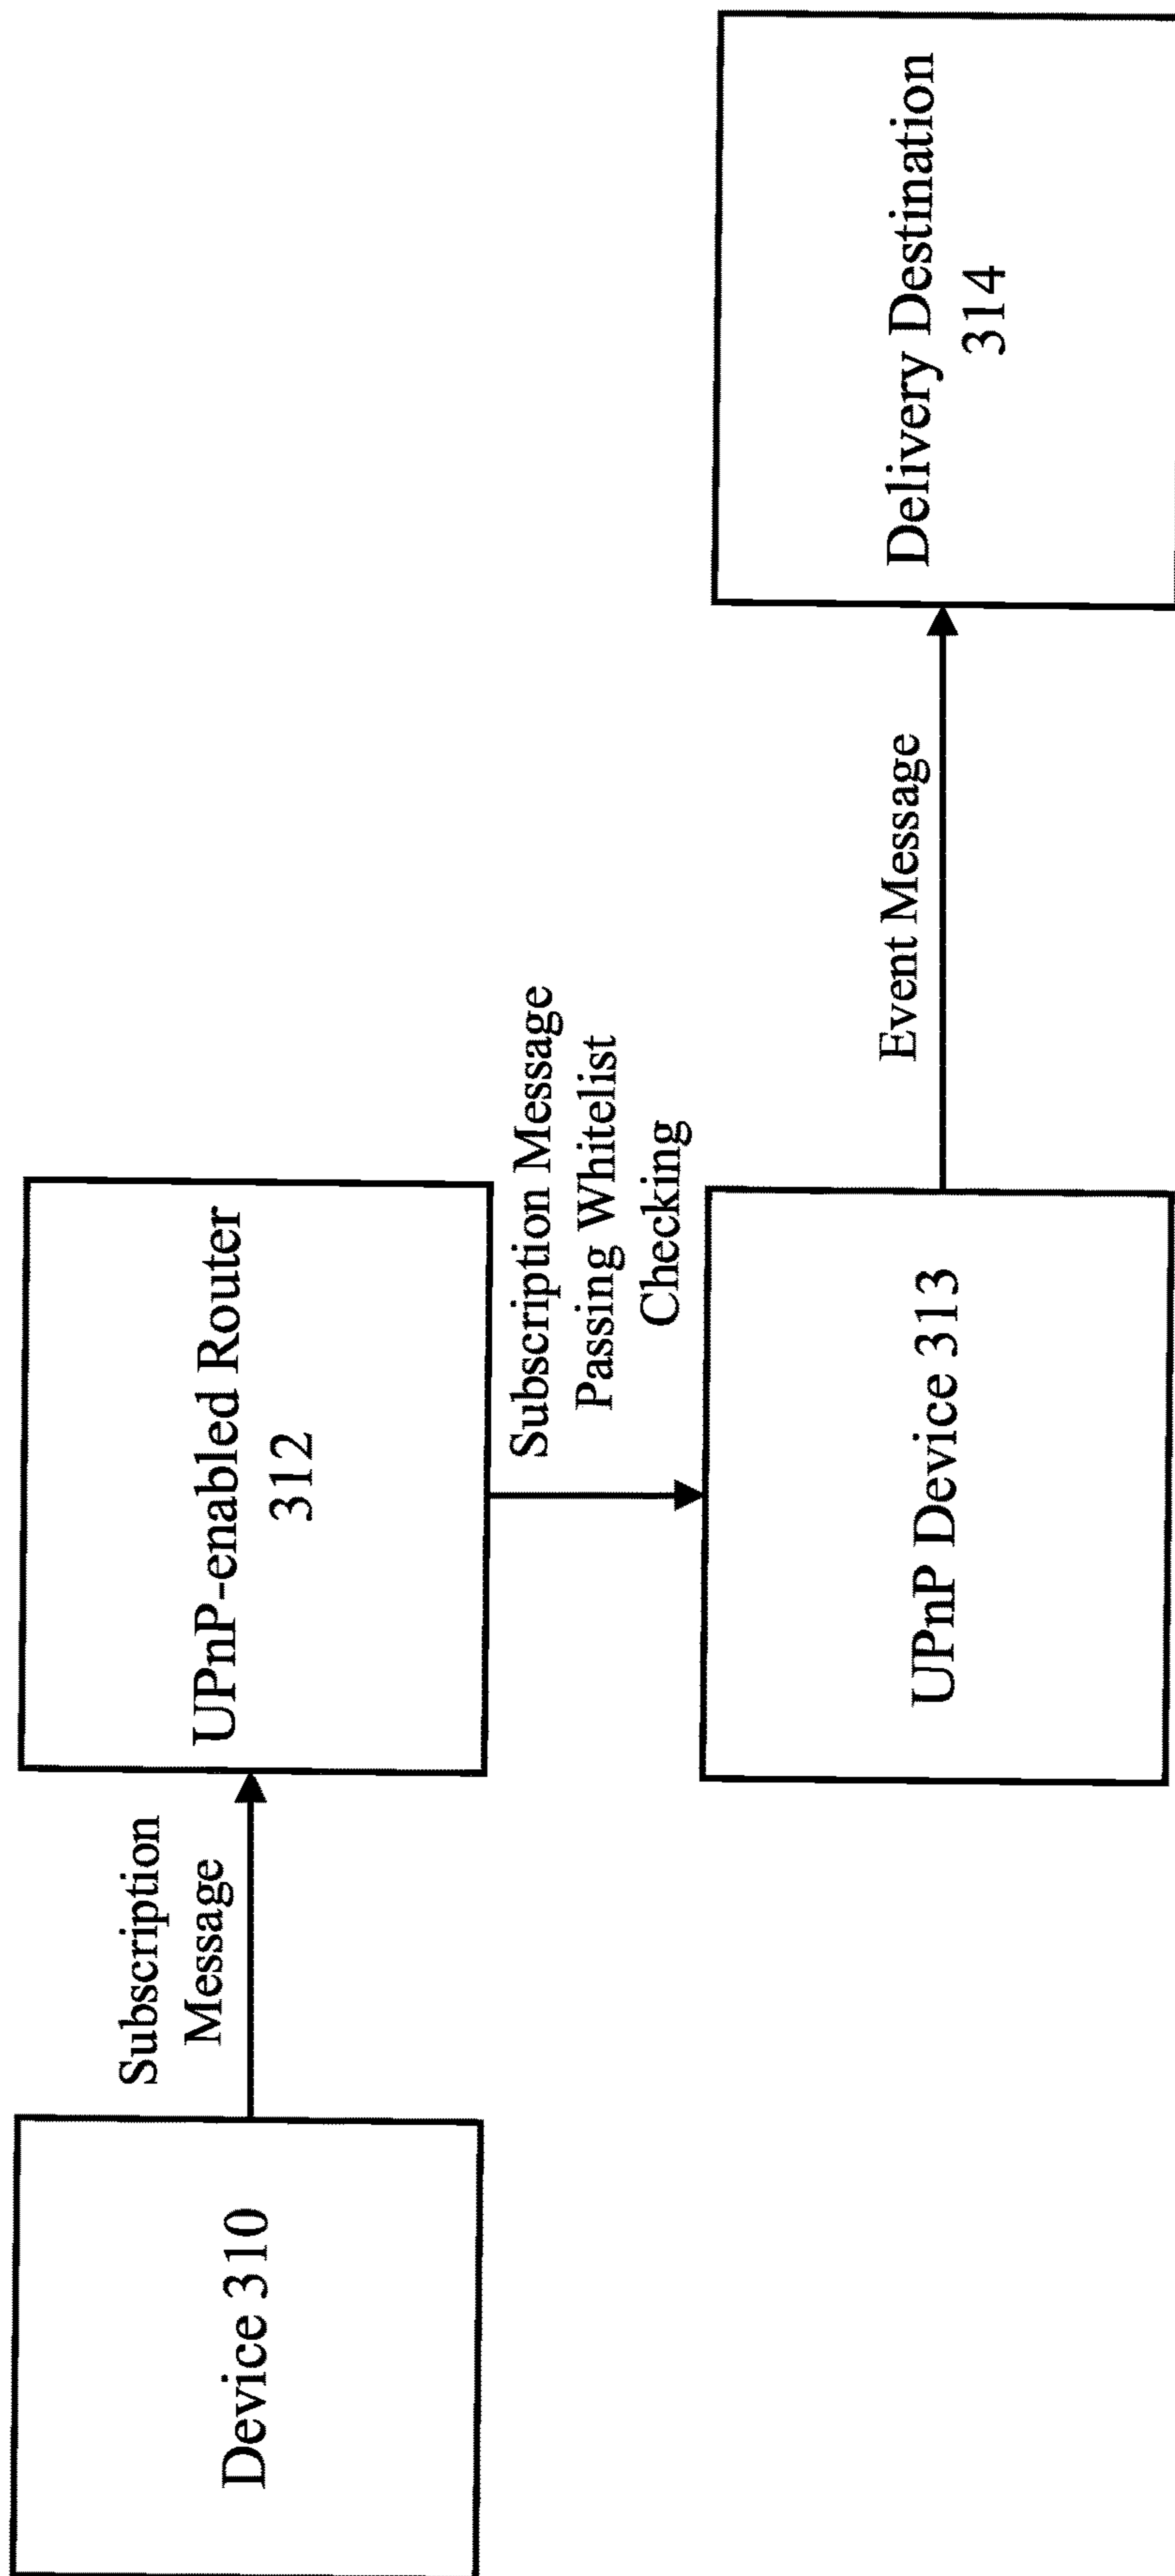 Device 310
Subscription
Message
UPnP-enabled Router
312
Subscription Message
Passing Whitelist
Checking
UPnP Device 313
Event Message
Delivery Destination
314